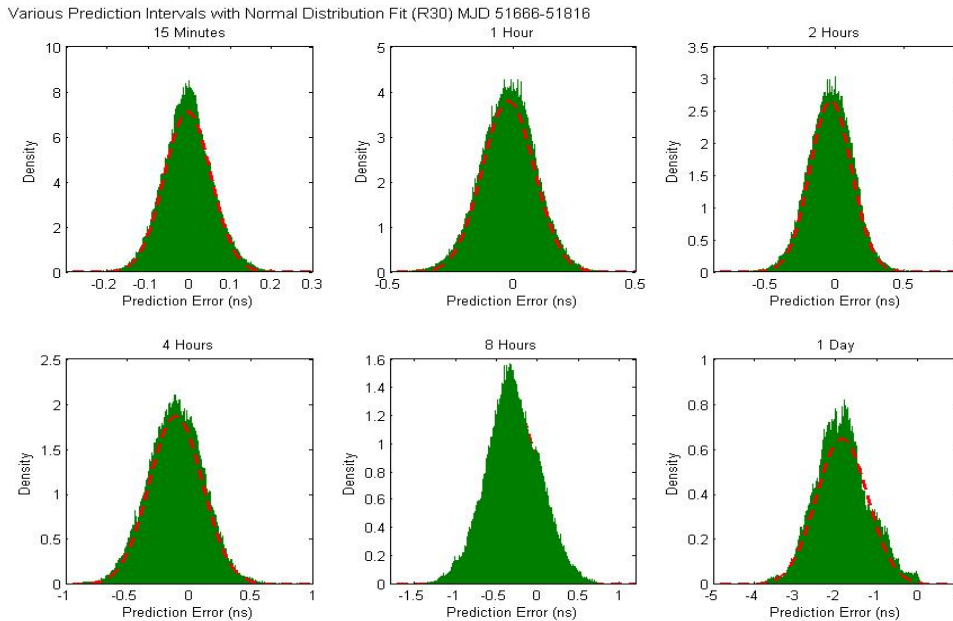 Various Prediction Intervals with Normal Distribution Fit (R30) MJD 51666-51816
15 Minutes
10
8
6
4
2
0
Density
-0.2 -0.1 0 0.1 0.2 0.3
Prediction Error (ns)
1 Hour
5
4
3
2
1
0
Density
-0.5 0 0.5
Prediction Error (ns)
2 Hours
3.5
3
2.5
2
1.5
1
0.5
0
Density
-0.5 0 0.5
Prediction Error (ns)
4 Hours
2.5
2
1.5
1
0.5
0
Density
-1 -0.5 0 0.5 1
Prediction Error (ns)
8 Hours
1.6
1.4
1.2
1
0.8
0.6
0.4
0.2
0
Density
-1.5 -1 -0.5 0 0.5 1
Prediction Error (ns)
1 Day
1
0.8
0.6
0.4
0.2
0
Density
-5 -4 -3 -2 -1 0
Prediction Error (ns)